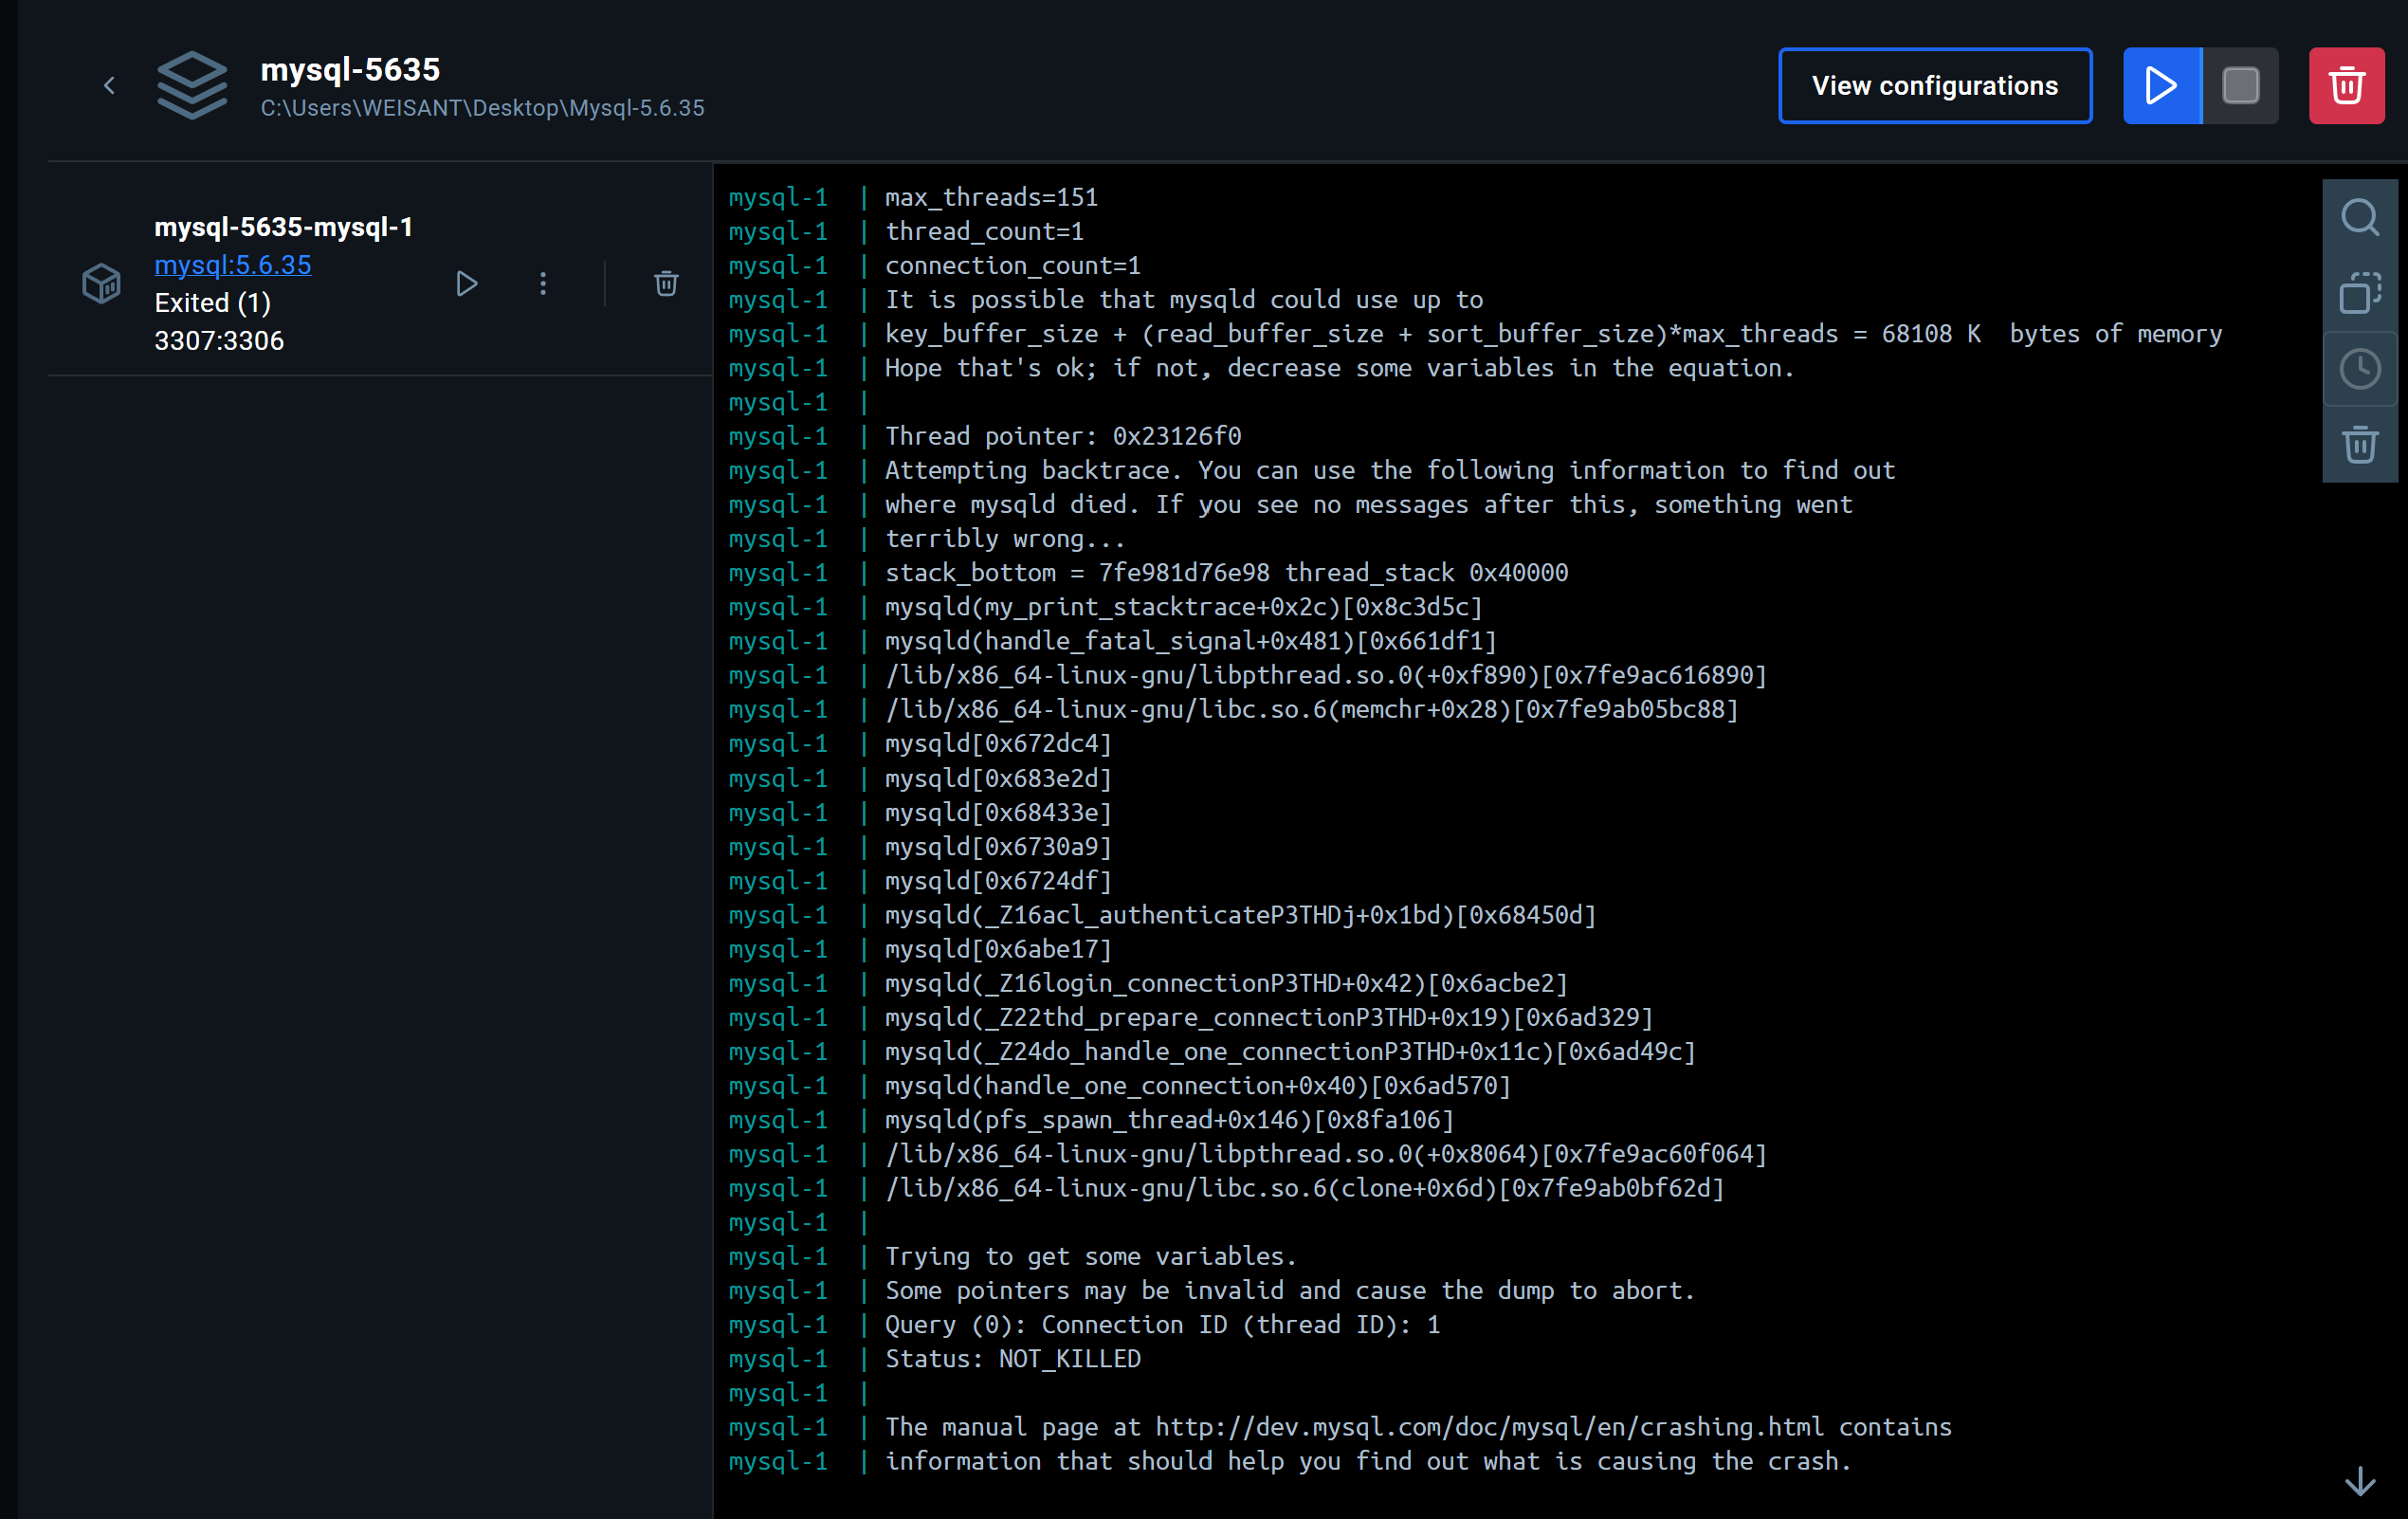 mysql-5635
C:\Users\WEISANT\Desktop\Mysql-5.6.35
View configurations
mysql-5635-mysql-1
mysql:5.6.35
Exited (1)
3307:3306
mysql-1 | max_threads=151
mysql-1 | thread_count=1
mysql-1 | connection_count=1
mysql-1 | It is possible that mysqld could use up to
mysql-1 | key_buffer_size + (read_buffer_size + sort_buffer_size)*max_threads = 68108 K  bytes of memory
mysql-1 | Hope that's ok; if not, decrease some variables in the equation.
mysql-1 |
mysql-1 | Thread pointer: 0x23126f0
mysql-1 | Attempting backtrace. You can use the following information to find out
mysql-1 | where mysqld died. If you see no messages after this, something went
mysql-1 | terribly wrong...
mysql-1 | stack_bottom = 7fe981d76e98 thread_stack 0x40000
mysql-1 | mysqld(my_print_stacktrace+0x2c)[0x8c3d5c]
mysql-1 | mysqld(handle_fatal_signal+0x481)[0x661df1]
mysql-1 | /lib/x86_64-linux-gnu/libpthread.so.0(+0xf890)[0x7fe9ac616890]
mysql-1 | /lib/x86_64-linux-gnu/libc.so.6(memchr+0x28)[0x7fe9ab05bc88]
mysql-1 | mysqld[0x672dc4]
mysql-1 | mysqld[0x683e2d]
mysql-1 | mysqld[0x68433e]
mysql-1 | mysqld[0x6730a9]
mysql-1 | mysqld[0x6724df]
mysql-1 | mysqld(_Z16acl_authenticateP3THDj+0x1bd)[0x68450d]
mysql-1 | mysqld[0x6abe17]
mysql-1 | mysqld(_Z16login_connectionP3THD+0x42)[0x6acbe2]
mysql-1 | mysqld(_Z22thd_prepare_connectionP3THD+0x19)[0x6ad329]
mysql-1 | mysqld(_Z24do_handle_one_connectionP3THD+0x11c)[0x6ad49c]
mysql-1 | mysqld(handle_one_connection+0x40)[0x6ad570]
mysql-1 | mysqld(pfs_spawn_thread+0x146)[0x8fa106]
mysql-1 | /lib/x86_64-linux-gnu/libpthread.so.0(+0x8064)[0x7fe9ac60f064]
mysql-1 | /lib/x86_64-linux-gnu/libc.so.6(clone+0x6d)[0x7fe9ab0bf62d]
mysql-1 |
mysql-1 | Trying to get some variables.
mysql-1 | Some pointers may be invalid and cause the dump to abort.
mysql-1 | Query (0): Connection ID (thread ID): 1
mysql-1 | Status: NOT_KILLED
mysql-1 |
mysql-1 | The manual page at http://dev.mysql.com/doc/mysql/en/crashing.html contains
mysql-1 | information that should help you find out what is causing the crash.